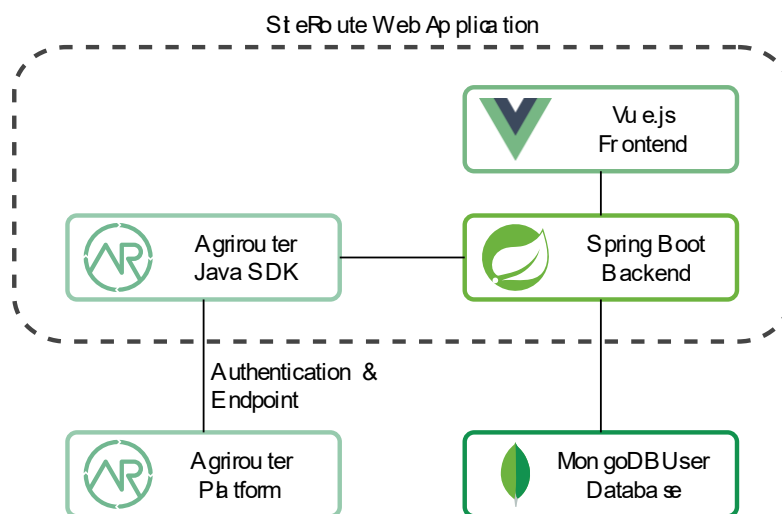 SiteRoute Web Application
Vue.js
Frontend
Agrirouter
Java SDK
Spring Boot
Backend
Authentication &
Endpoint
Agrirouter
Platform
MongoDB User
Database